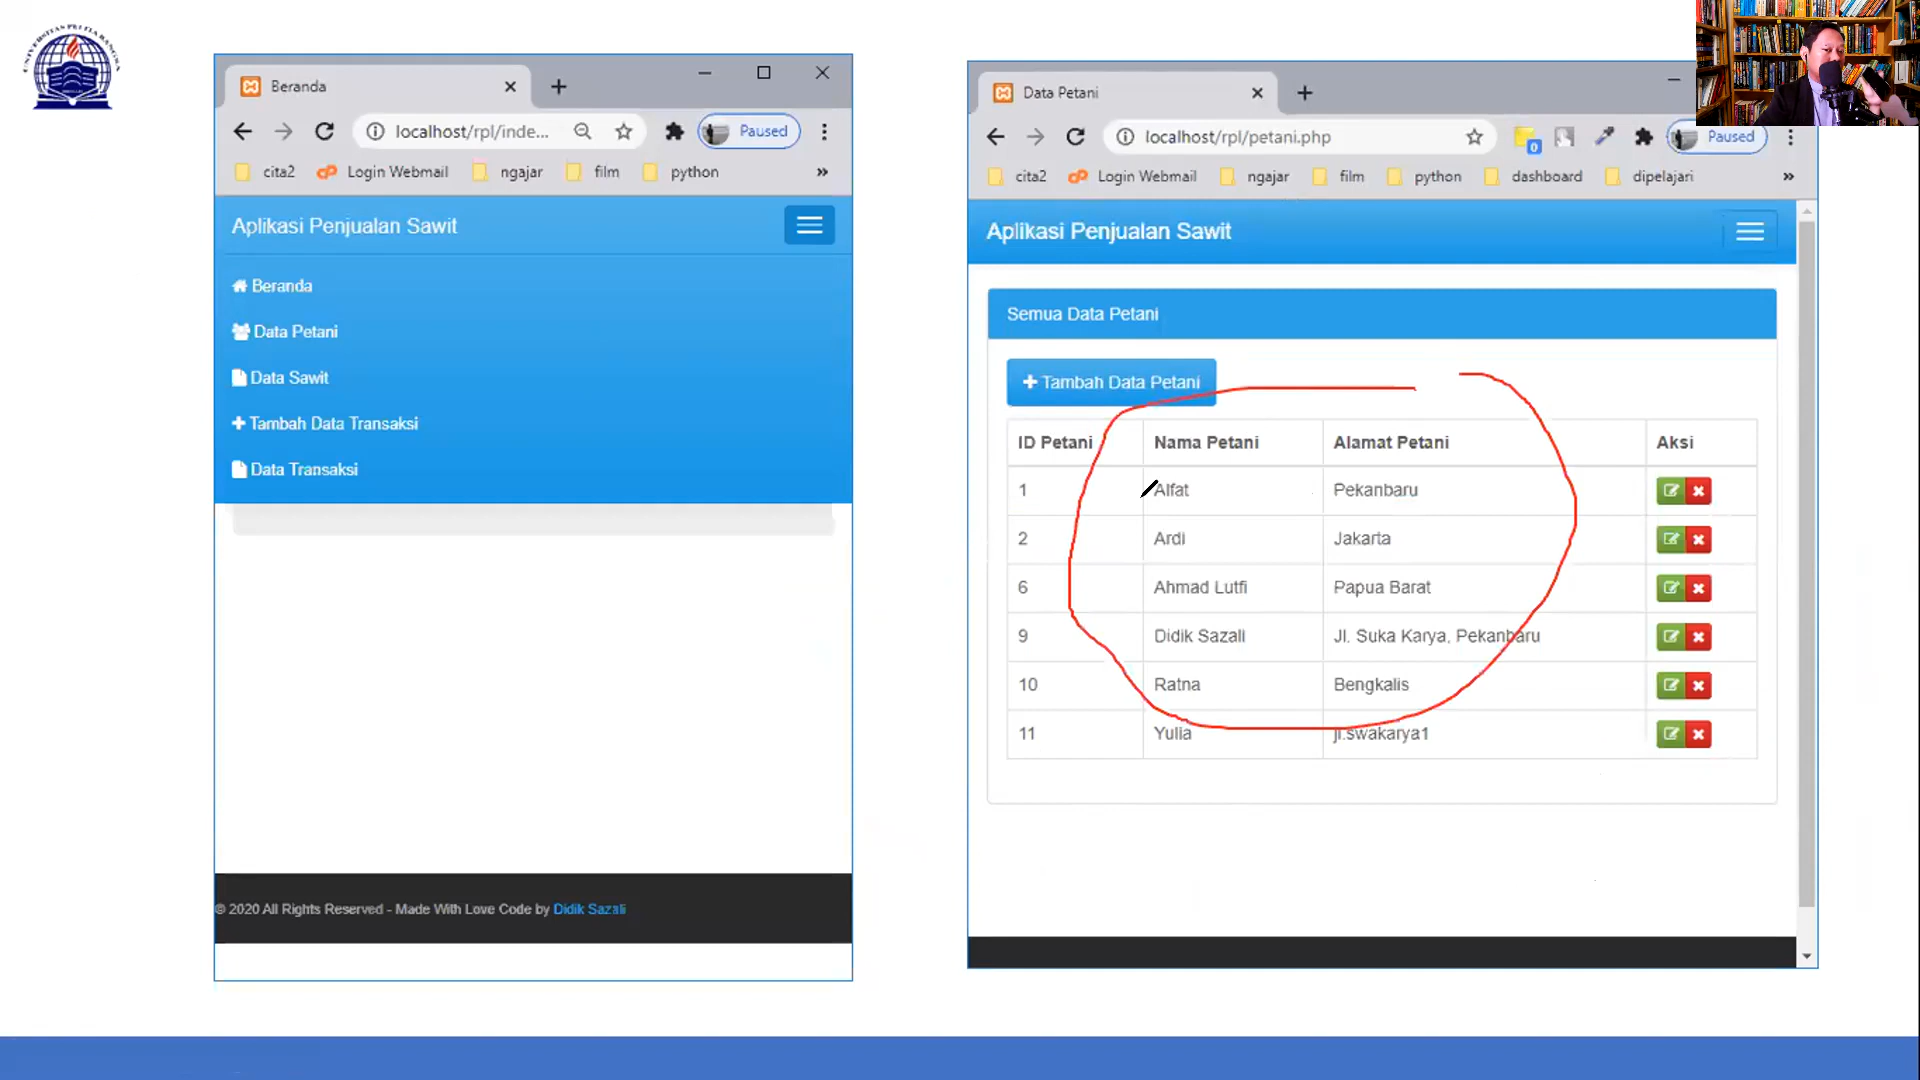 Beranda
localhost/rpl/inde...
Paused
cita2
Login Webmail
ngajar
film
python
»
Aplikasi Penjualan Sawit
Beranda
Data Petani
Data Sawit
Tambah Data Transaksi
Data Transaksi
© 2020 All Rights Reserved - Made With Love Code by Didik Sazali
Data Petani
localhost/rpl/petani.php
0
Paused
cita2
Login Webmail
ngajar
film
python
dashboard
dipelajari
»
Aplikasi Penjualan Sawit
Semua Data Petani
Tambah Data Petani
ID Petani Nama Petani Alamat Petani Aksi
1 Alfat Pekanbaru
2 Ardi Jakarta
6 Ahmad Lutfi Papua Barat
9 Didik Sazali Jl. Suka Karya, Pekanbaru
10 Ratna Bengkalis
11 Yulia jl.swakarya1